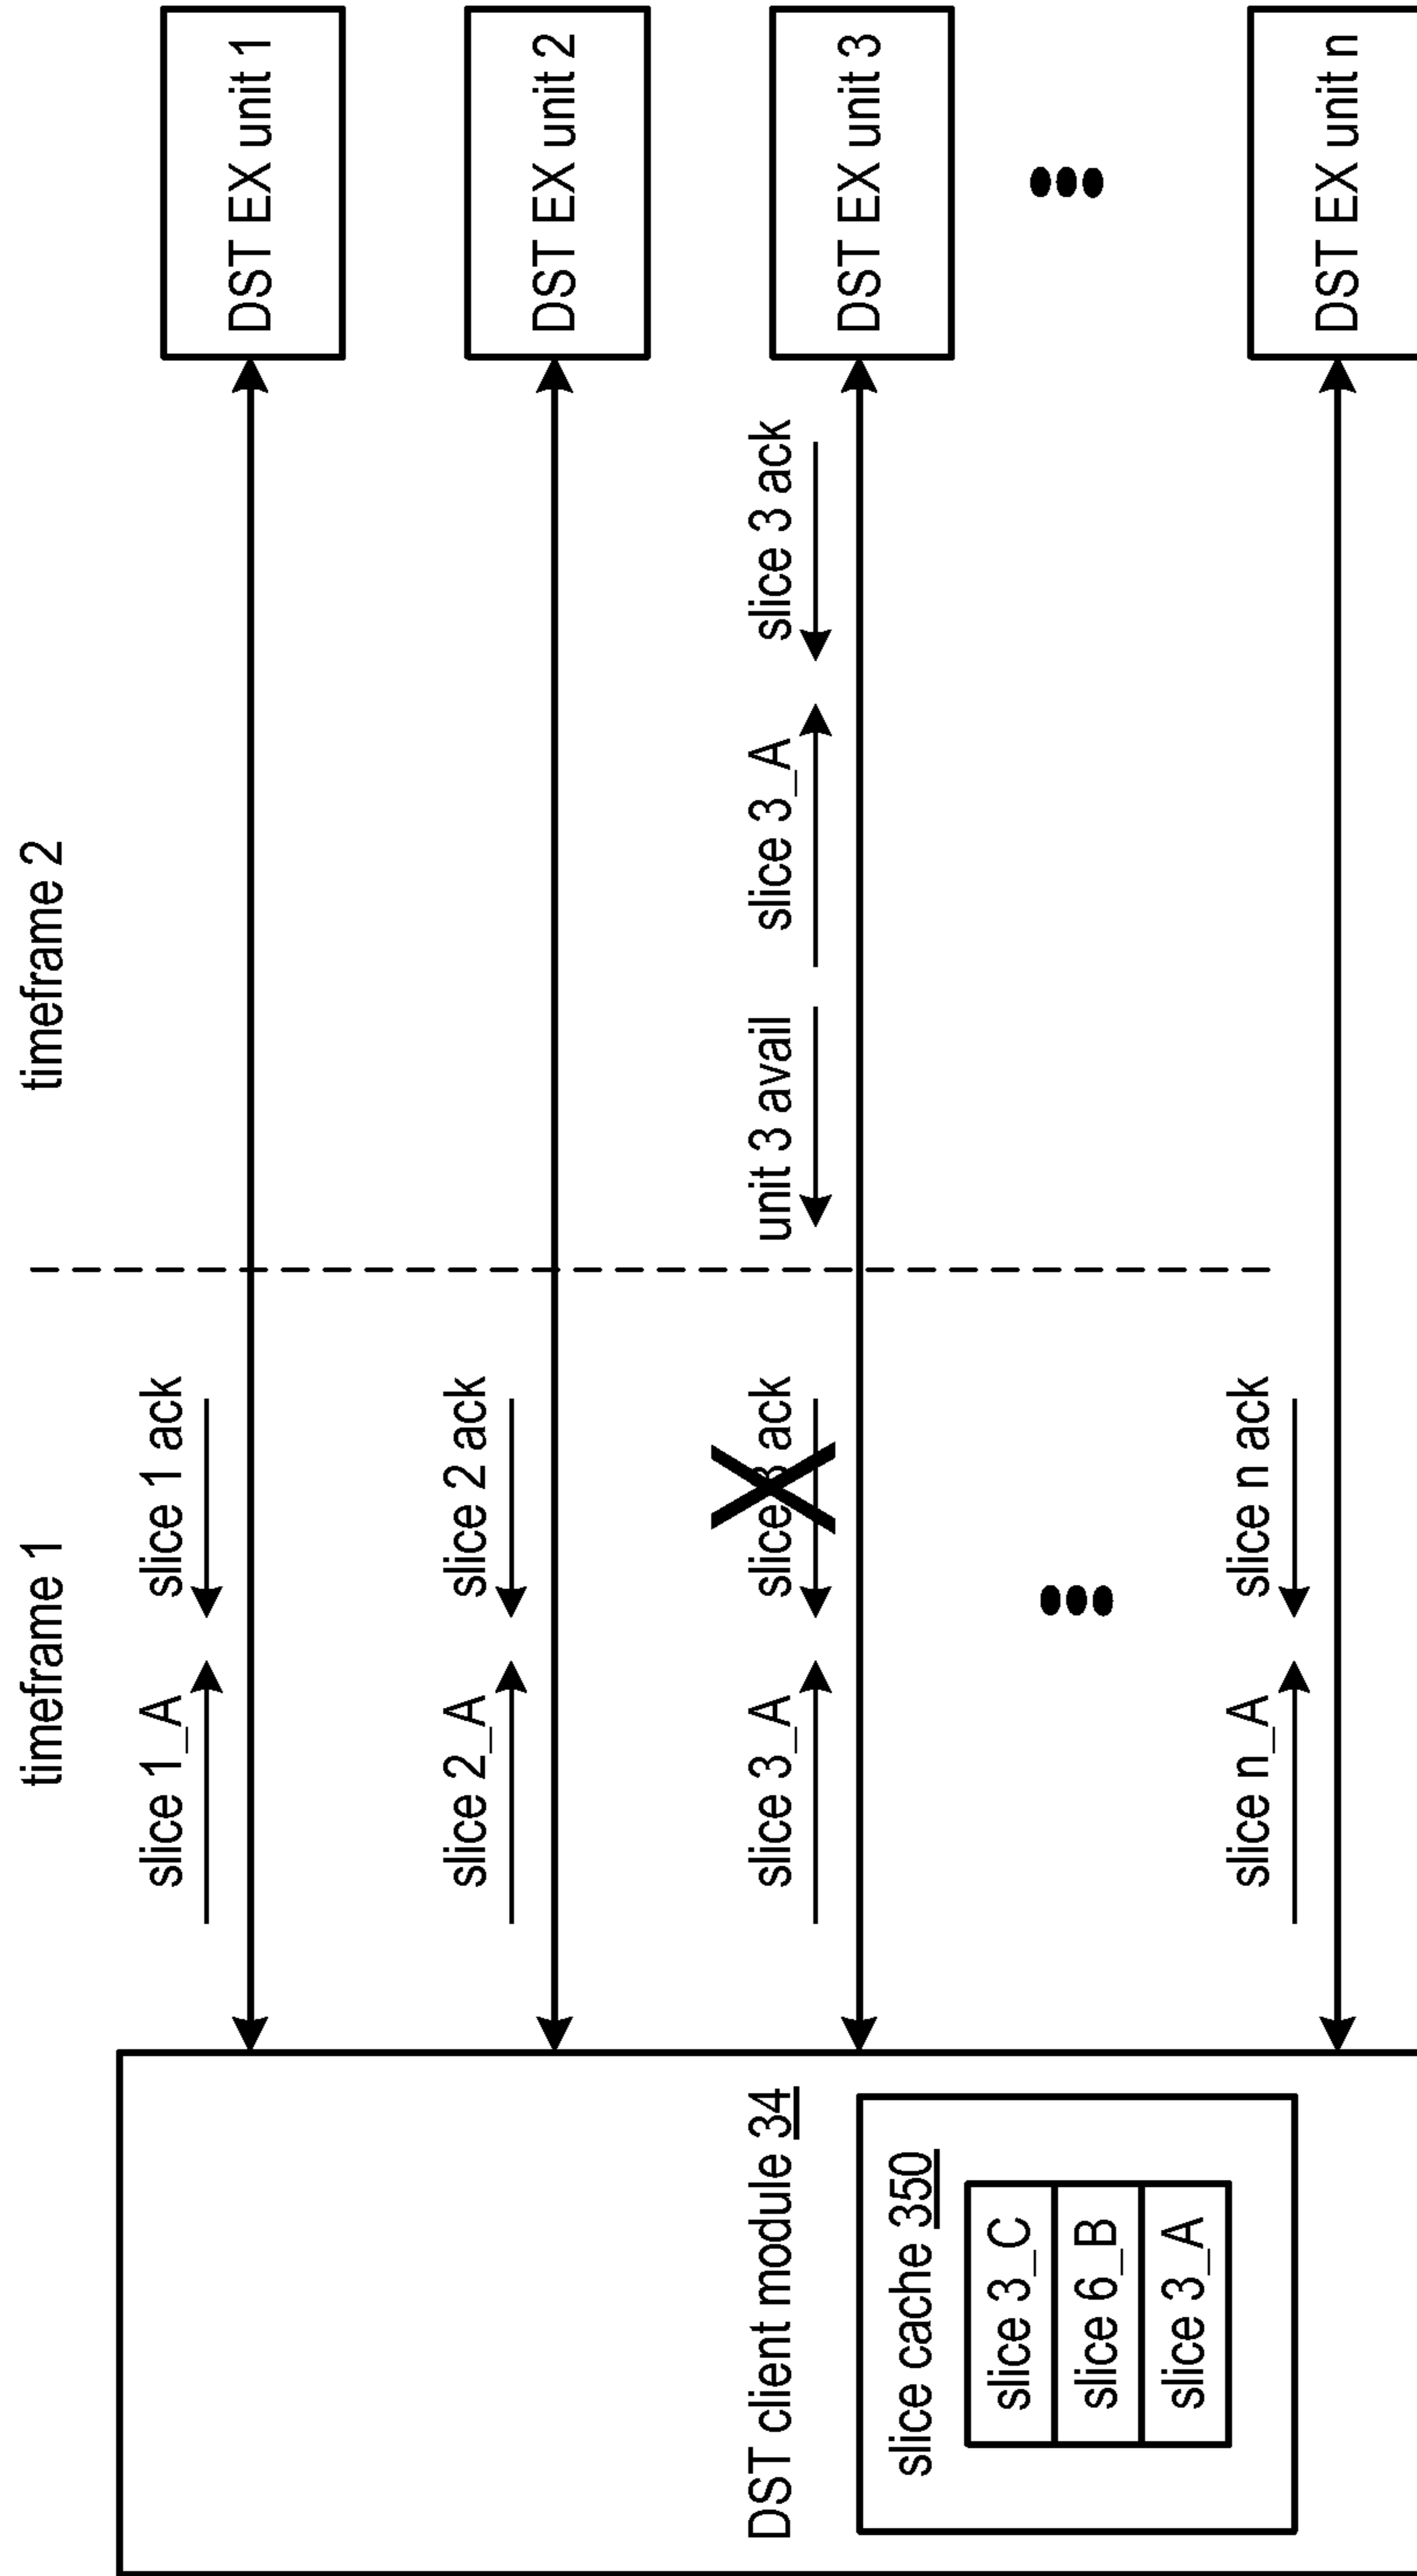 timeframe 1
timeframe 2
slice 1_A
slice 1 ack
DST EX unit 1
slice 2_A
slice 2 ack
DST EX unit 2
DST client module 34
slice 3_A
slice 3 ack
unit 3 avail
slice 3_A
slice 3 ack
DST EX unit 3
slice cache 350
slice 3_C
slice 6_B
slice 3_A
slice n_A
slice n ack
DST EX unit n